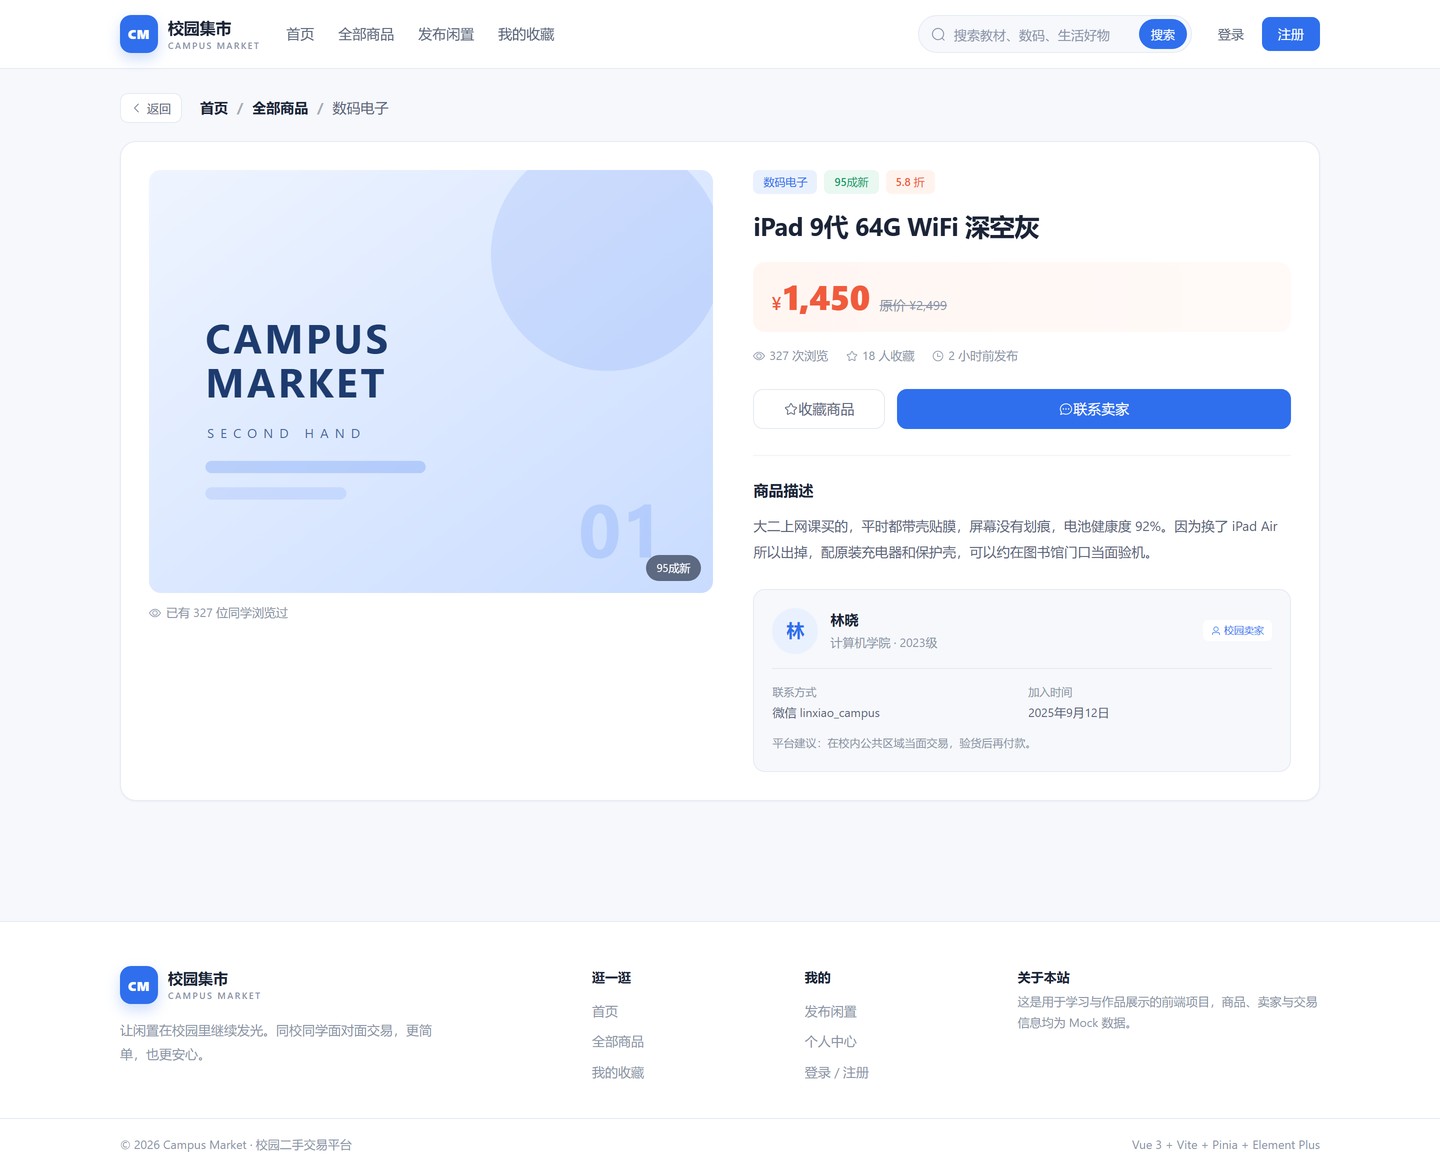 CM 校园集市
CAMPUS MARKET
首页 全部商品 发布闲置 我的收藏
搜索教材、数码、生活好物 搜索 登录 注册
返回 首页 / 全部商品 / 数码电子
CAMPUS
MARKET
SECOND HAND
01
95成新
已有 327 位同学浏览过
数码电子 95成新 5.8 折
iPad 9代 64G WiFi 深空灰
¥1,450 原价 ¥2,499
327 次浏览 18 人收藏 2 小时前发布
收藏商品 联系卖家
商品描述
大二上网课买的，平时都带壳贴膜，屏幕没有划痕，电池健康度 92%。因为换了 iPad Air
所以出掉，配原装充电器和保护壳，可以约在图书馆门口当面验机。
林 林晓
计算机学院 · 2023级
校园卖家
联系方式 加入时间
微信 linxiao_campus 2025年9月12日
平台建议：在校内公共区域当面交易，验货后再付款。
CM 校园集市
CAMPUS MARKET
让闲置在校园里继续发光。同校同学面对面交易，更简
单，也更安心。
逛一逛
首页
全部商品
我的收藏
我的
发布闲置
个人中心
登录 / 注册
关于本站
这是用于学习与作品展示的前端项目，商品、卖家与交易
信息均为 Mock 数据。
© 2026 Campus Market · 校园二手交易平台
Vue 3 + Vite + Pinia + Element Plus